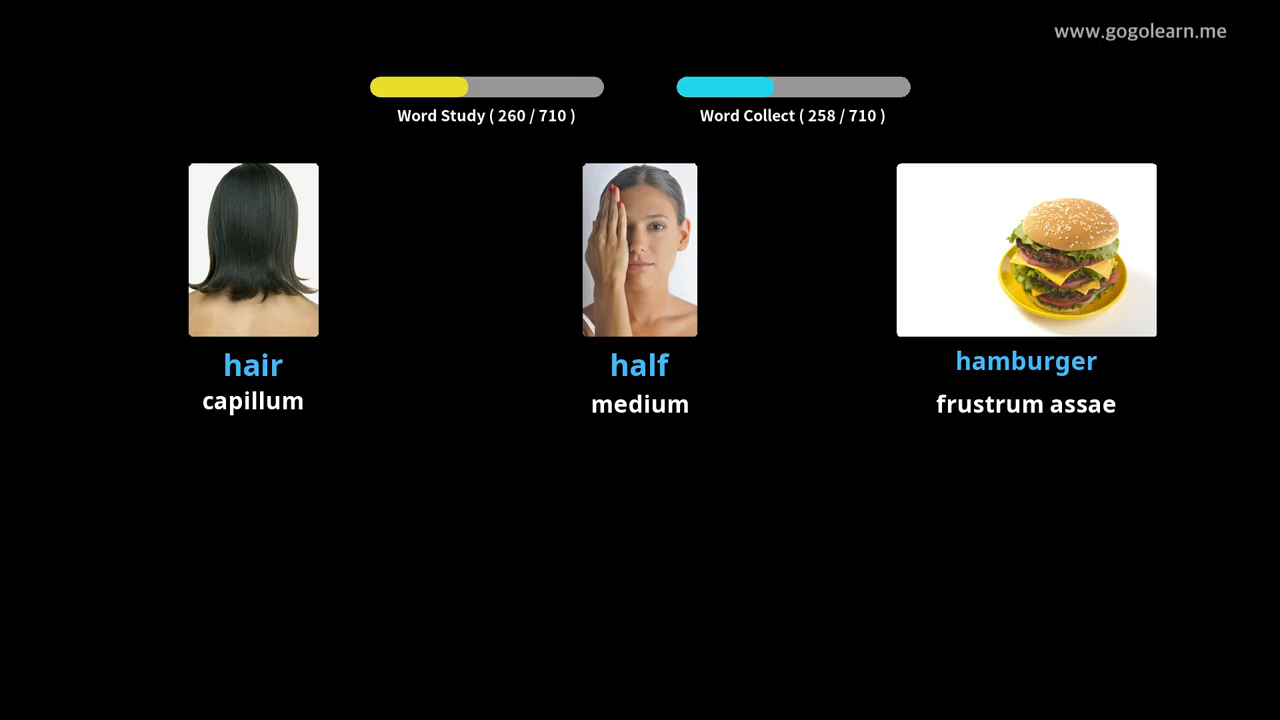 www.gogolearn.me
Word Study ( 260 / 710 )
Word Collect ( 258 / 710 )
hair
capillum
half
medium
hamburger
frustrum assae